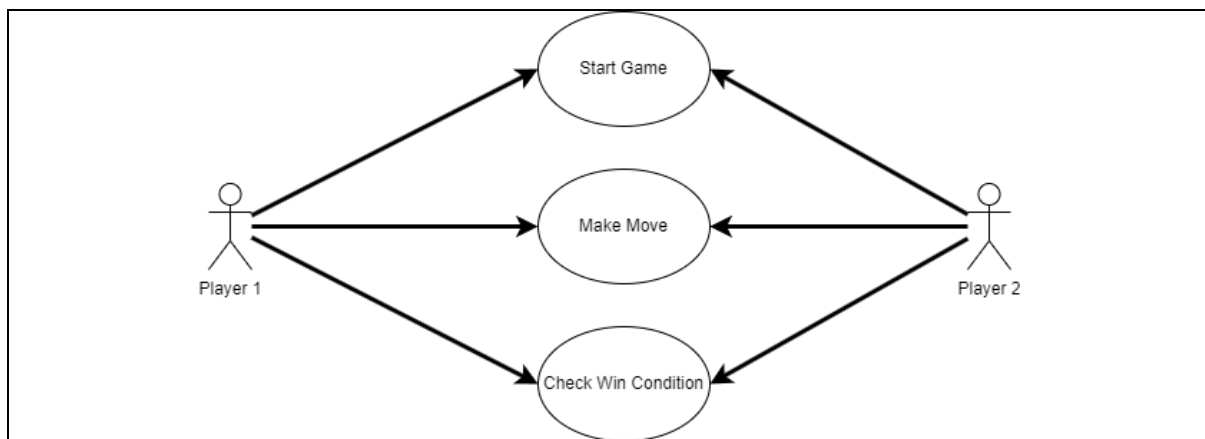 Start Game
Make Move
Player 1
Player 2
Check Win Condition